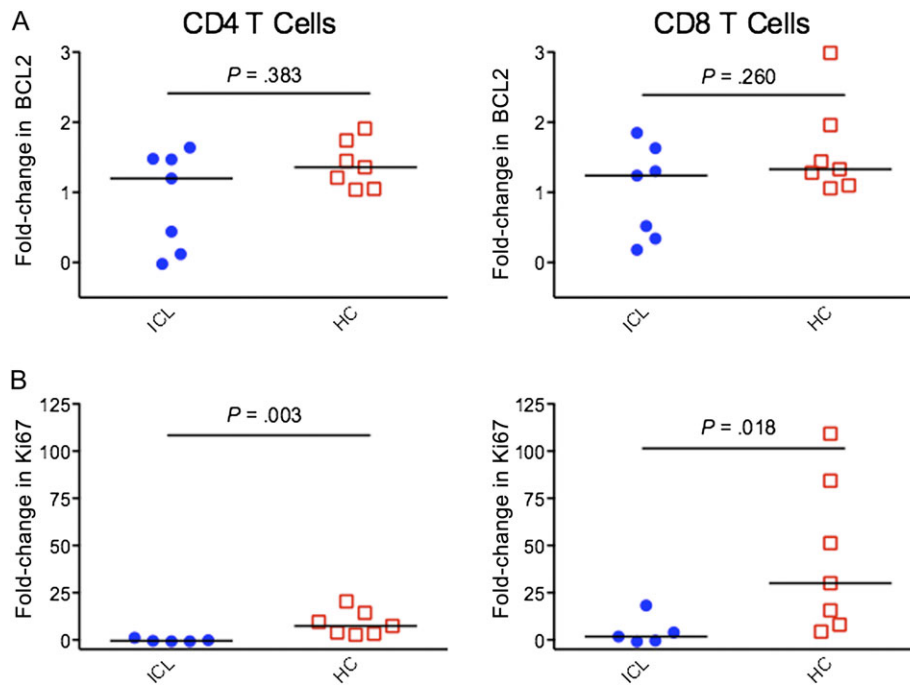 A
CD4 T Cells
CD8 T Cells
Fold-change in BCL2
3
2
1
0
P = .383
ICL
HC
Fold-change in BCL2
3
2
1
0
P = .260
ICL
HC
B
Fold-change in Ki67
125
100
75
50
25
0
P = .003
ICL
HC
Fold-change in Ki67
125
100
75
50
25
0
P = .018
ICL
HC